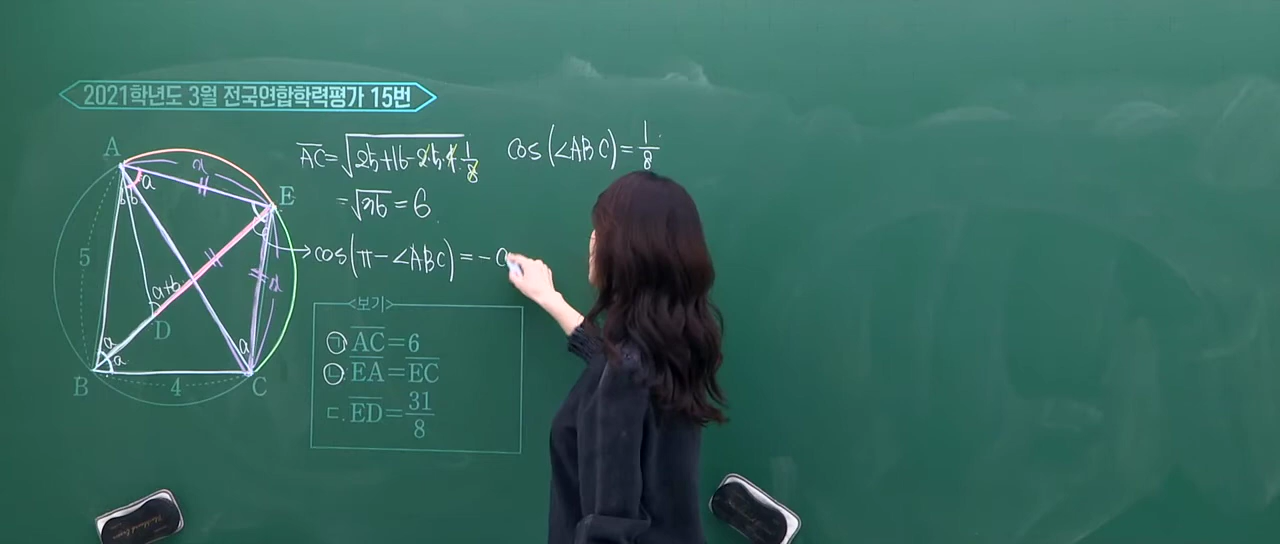 2021학년도 3월 전국연합학력평가 15번
A
x
a
b b
E
5
a+b
D
a
a
a
x
B
4
C
AC=√25+16-2·5·4·1/8
=√36=6
cos(∠ABC)=1/8
cos(π-∠ABC)=-c
<보기>
ㄱ. AC=6
ㄴ. EA=EC
ㄷ. ED=31/8